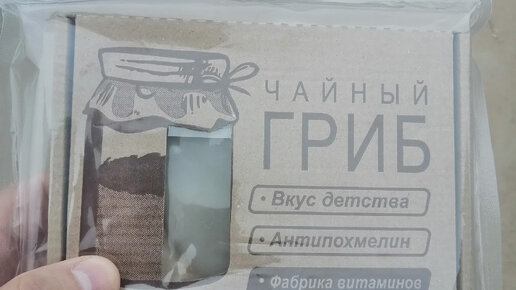 ЧАЙНЫЙ
ГРИБ
• Вкус детства
• Антипохмелин
• Фабрика витаминов